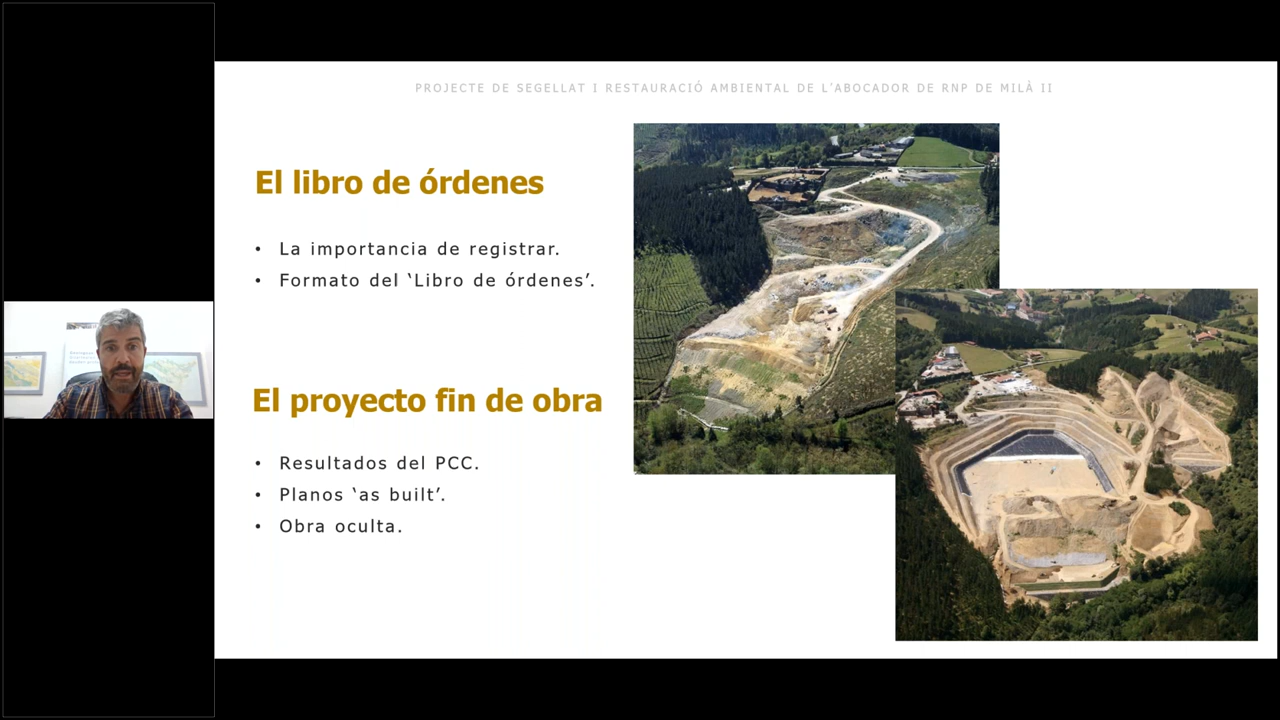 PROJECTE DE SEGELLAT I RESTAURACIÓ AMBIENTAL DE L'ABOCADOR DE RNP DE MILÀ II
El libro de órdenes
• La importancia de registrar.
• Formato del ‘Libro de órdenes’.
El proyecto fin de obra
• Resultados del PCC.
• Planos ‘as built’.
• Obra oculta.